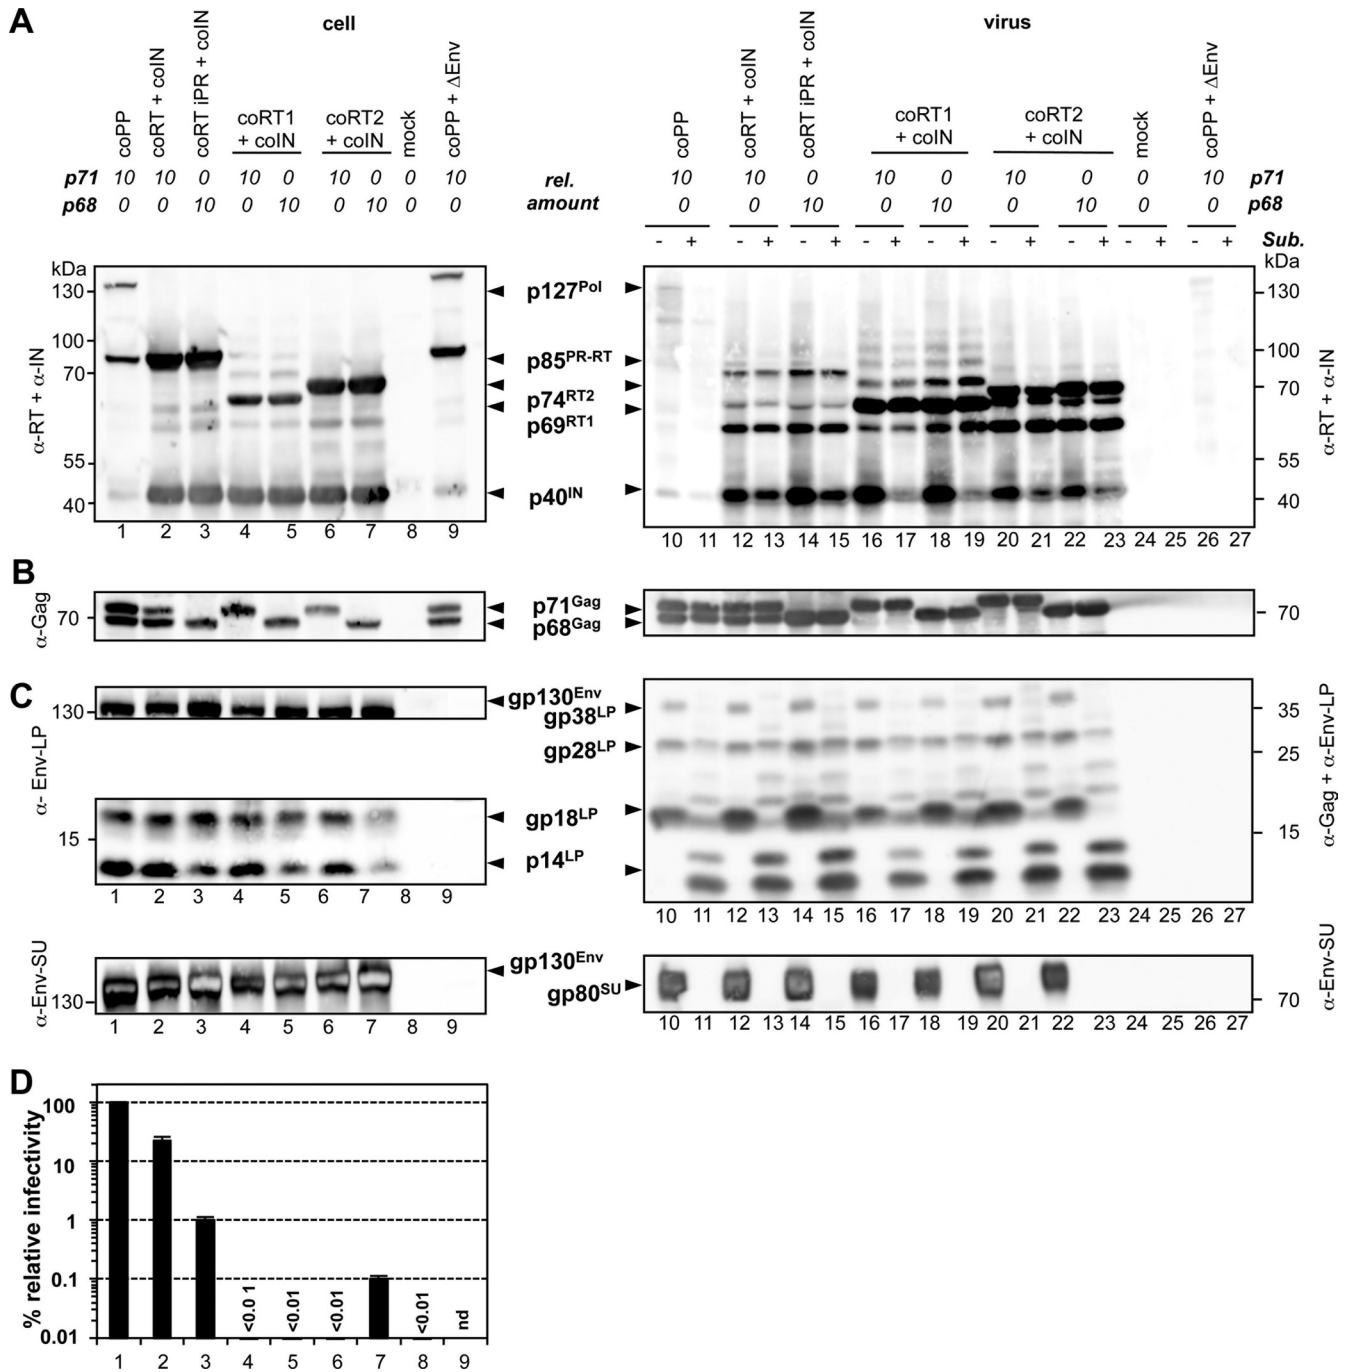 A
cell
virus
coPP
coRT + coIN
coRT iPR + coIN
coRT1 + coIN
coRT2 + coIN
mock
coPP + ΔEnv
coPP
coRT + coIN
coRT iPR + coIN
coRT1 + coIN
coRT2 + coIN
mock
coPP + ΔEnv
p71 10 10 0 10 0 10 0 0 10 rel. 10 10 0 10 0 10 0 0 10 p71
p68 0 0 10 0 10 0 10 0 0 amount 0 0 10 0 10 0 10 0 0 p68
- + - + - + - + - + - + - + - + - + Sub.
kDa
kDa
130
100
70
55
40
α-RT + α-IN
p127Pol
p85PR-RT
p74RT2
p69RT1
p40IN
130
100
70
55
40
α-RT + α-IN
1 2 3 4 5 6 7 8 9
10 11 12 13 14 15 16 17 18 19 20 21 22 23 24 25 26 27
B
α-Gag
70
p71Gag
p68Gag
70
C
130
α- Env-LP
15
gp130Env
gp38LP
gp28LP
gp18LP
p14LP
35
25
15
α-Gag + α-Env-LP
1 2 3 4 5 6 7 8 9
10 11 12 13 14 15 16 17 18 19 20 21 22 23 24 25 26 27
α-Env-SU
130
gp130Env
gp80SU
70
α-Env-SU
1 2 3 4 5 6 7 8 9
10 11 12 13 14 15 16 17 18 19 20 21 22 23 24 25 26 27
D
% relative infectivity
100
10
1
0.1
0.01
<0.01
<0.01
<0.01
<0.01
nd
1 2 3 4 5 6 7 8 9